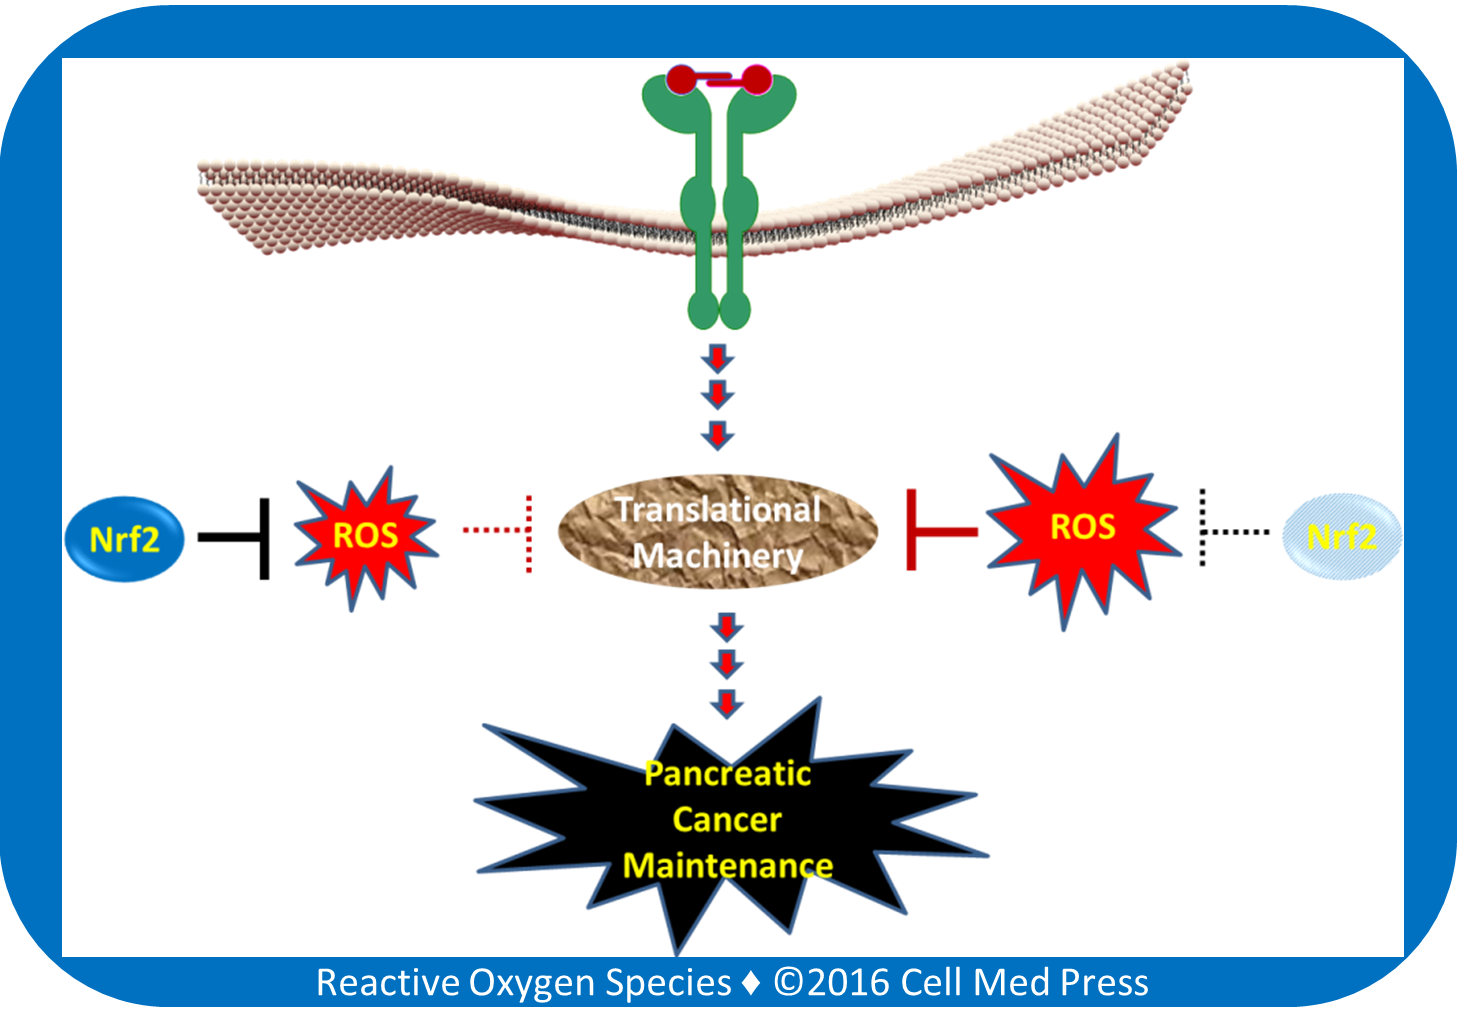 Nrf2
ROS
Translational
Machinery
ROS
Nrf2
Pancreatic
Cancer
Maintenance
Reactive Oxygen Species ♦ ©2016 Cell Med Press